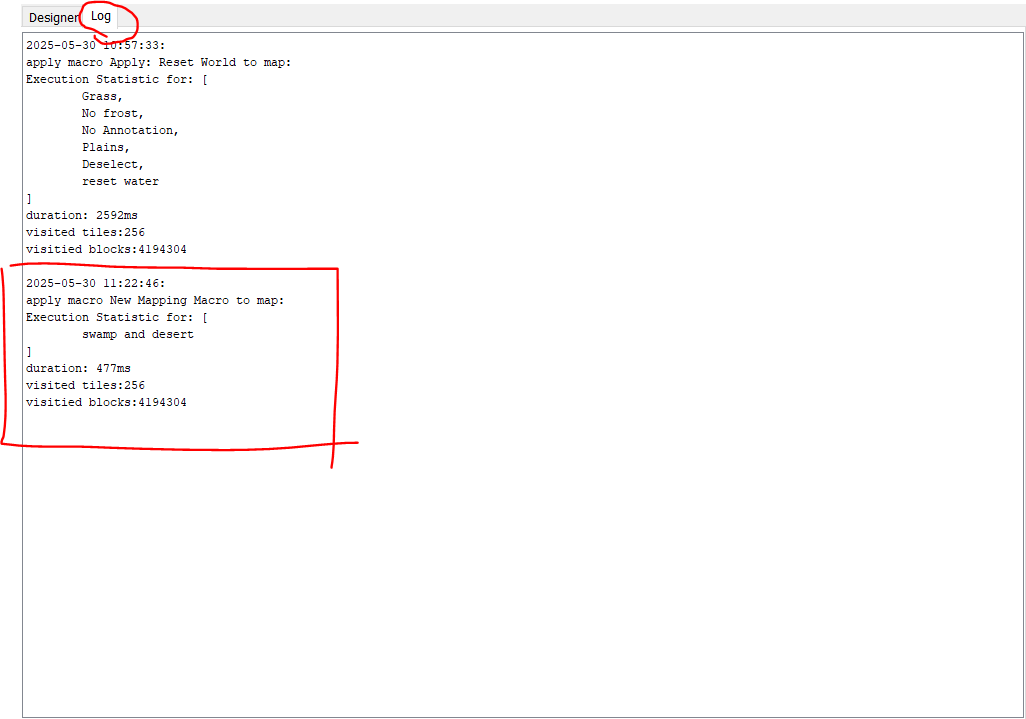 Designer Log
2025-05-30 10:57:33:
apply macro Apply: Reset World to map:
Execution Statistic for: [
Grass,
No frost,
No Annotation,
Plains,
Deselect,
reset water
]
duration: 2592ms
visited tiles:256
visitied blocks:4194304
2025-05-30 11:22:46:
apply macro New Mapping Macro to map:
Execution Statistic for: [
swamp and desert
]
duration: 477ms
visited tiles:256
visitied blocks:4194304